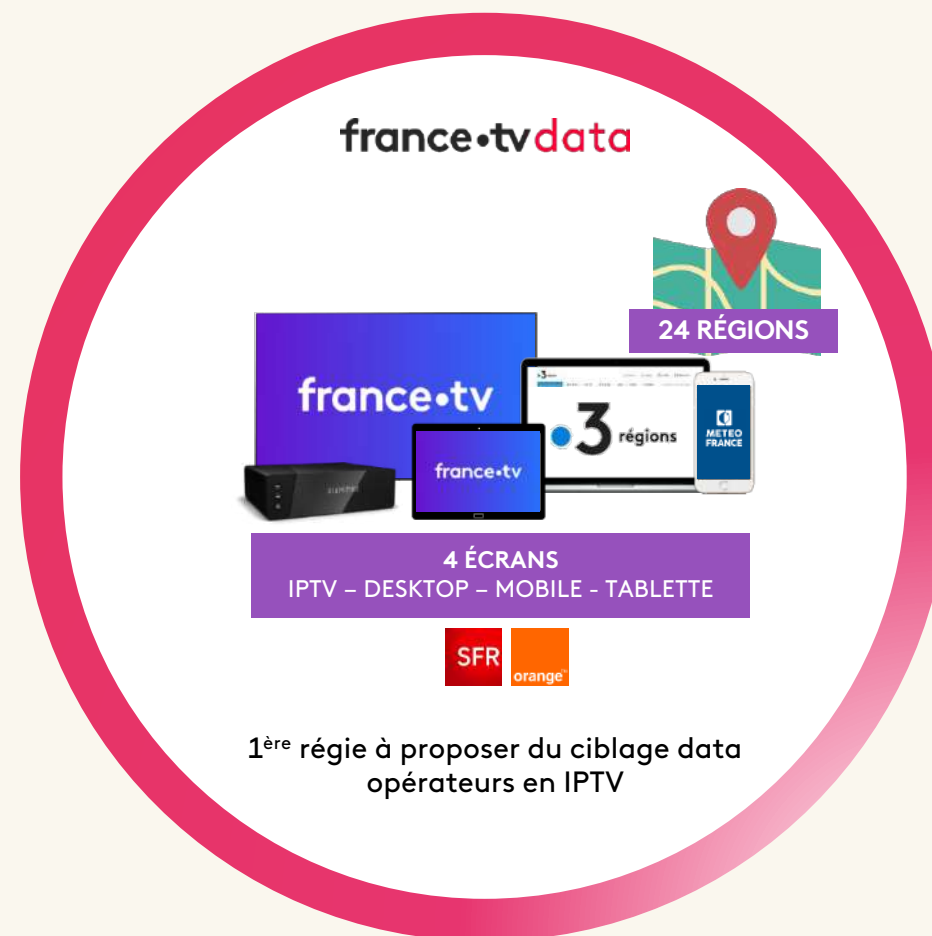 france•tvdata
24 RÉGIONS
france•tv
•3 régions
METEO
FRANCE
france•tv
4 ÉCRANS
IPTV – DESKTOP – MOBILE - TABLETTE
SFR
orange™
1ère régie à proposer du ciblage data
opérateurs en IPTV